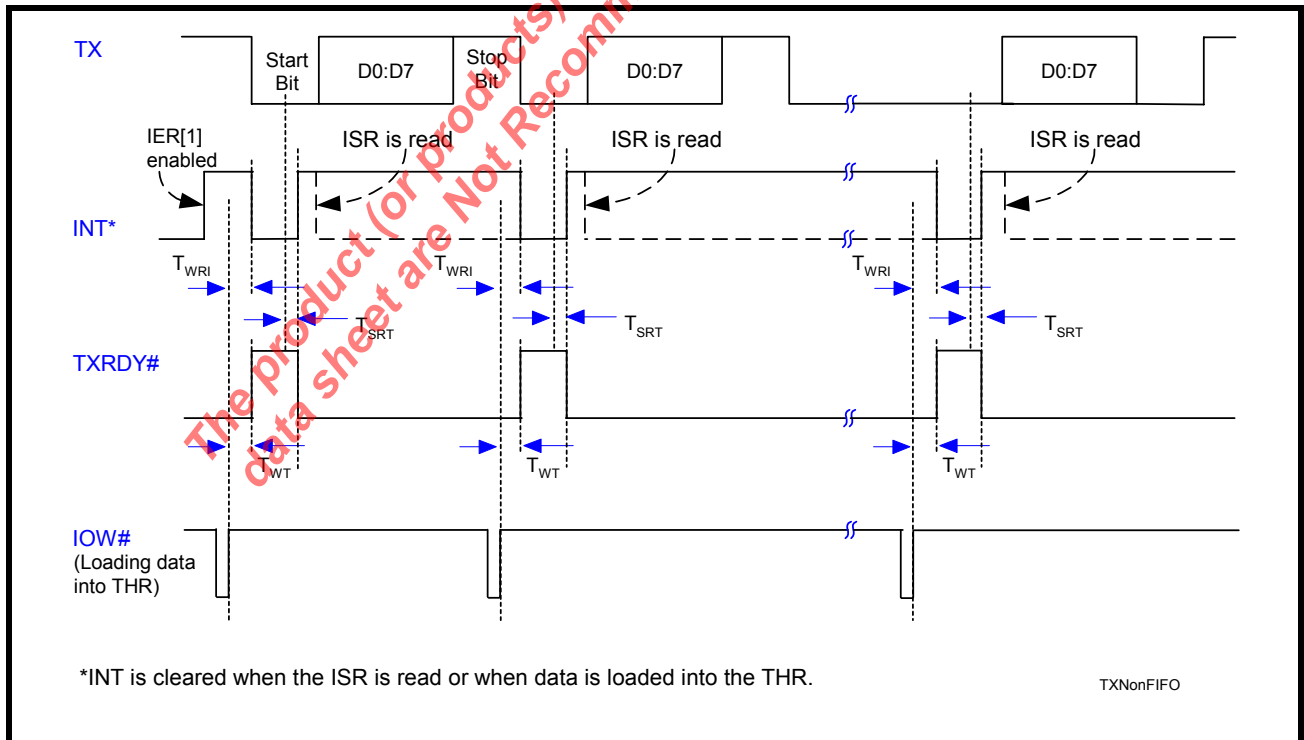 TX
Start
Bit
D0:D7
Stop
Bit
D0:D7
D0:D7
IER[1]
enabled
ISR is read
ISR is read
ISR is read
INT*
TWRI
TWRI
TWRI
TSRT
TSRT
TSRT
TXRDY#
TWT
TWT
TWT
IOW#
(Loading data
into THR)
*INT is cleared when the ISR is read or when data is loaded into the THR.
TXNonFIFO
The product (or products)
data sheet are Not Recomm